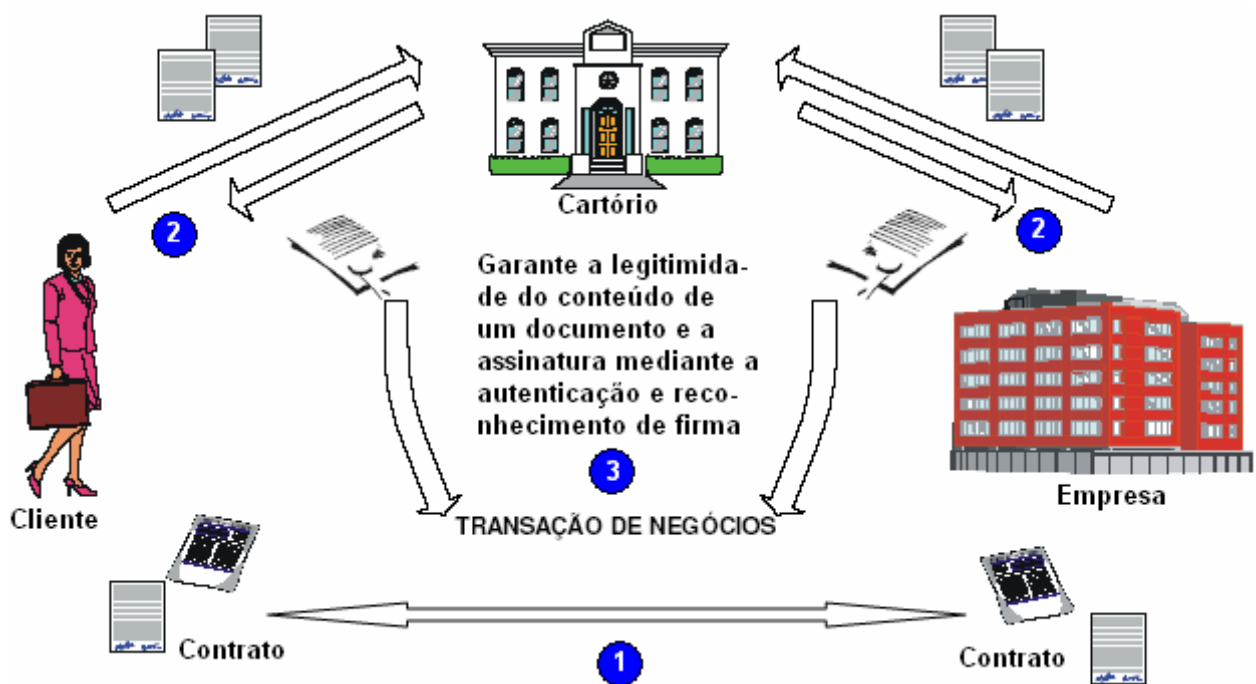 Cartório
2
2
Garante a legitimida-
de do conteúdo de
um documento e a
assinatura mediante a
autenticação e reco-
nhecimento de firma
3
Cliente
Empresa
TRANSAÇÃO DE NEGÓCIOS
Contrato
Contrato
1